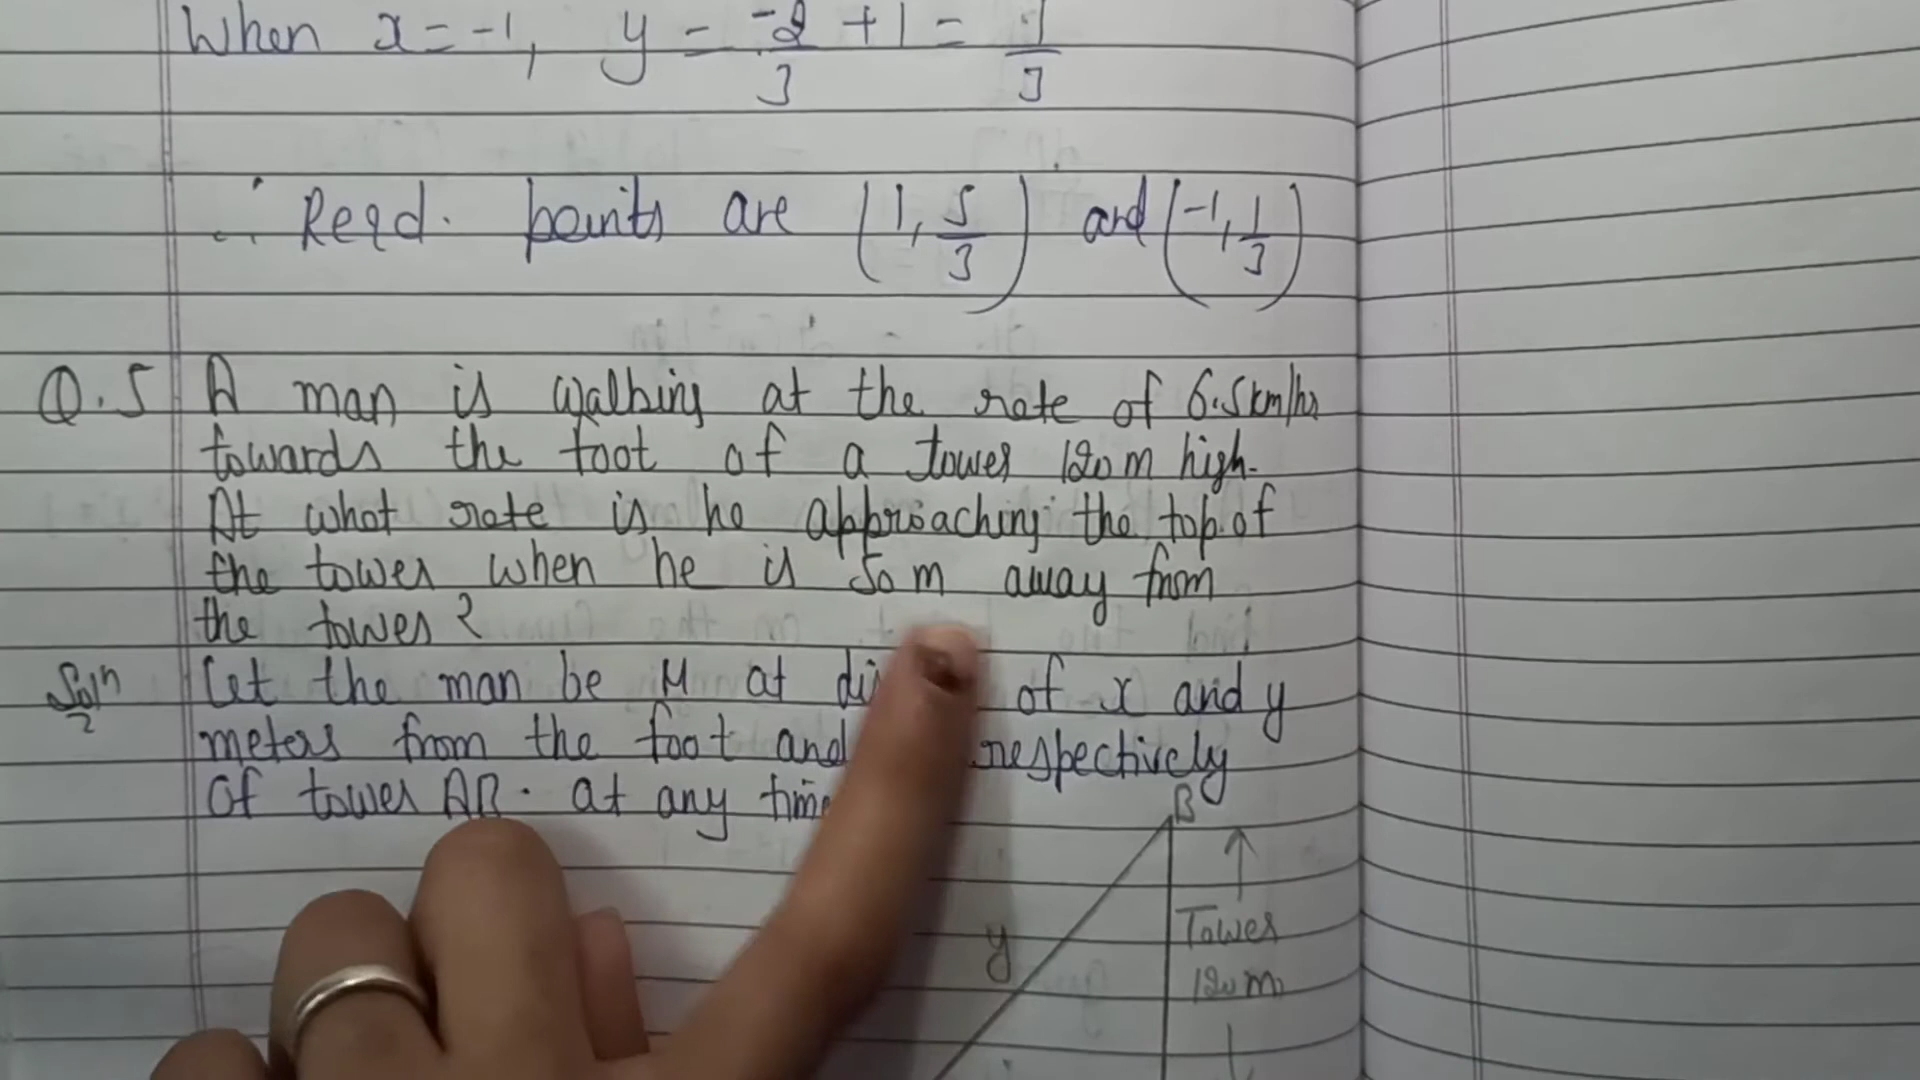 When x = -1, y = -2/3 + 1 = 1/3
∴ Reqd. points are (1, 5/3) and (-1, 1/3)
Q.5 A man is walking at the rate of 6.5 km/hr
towards the foot of a tower 120 m high.
At what rate is he approaching the top of
the tower when he is 50 m away from
the tower?
Soln Let the man be M at of x and y
meters from the foot and respectively
of tower AB. at any
B
y
Tower
120 m